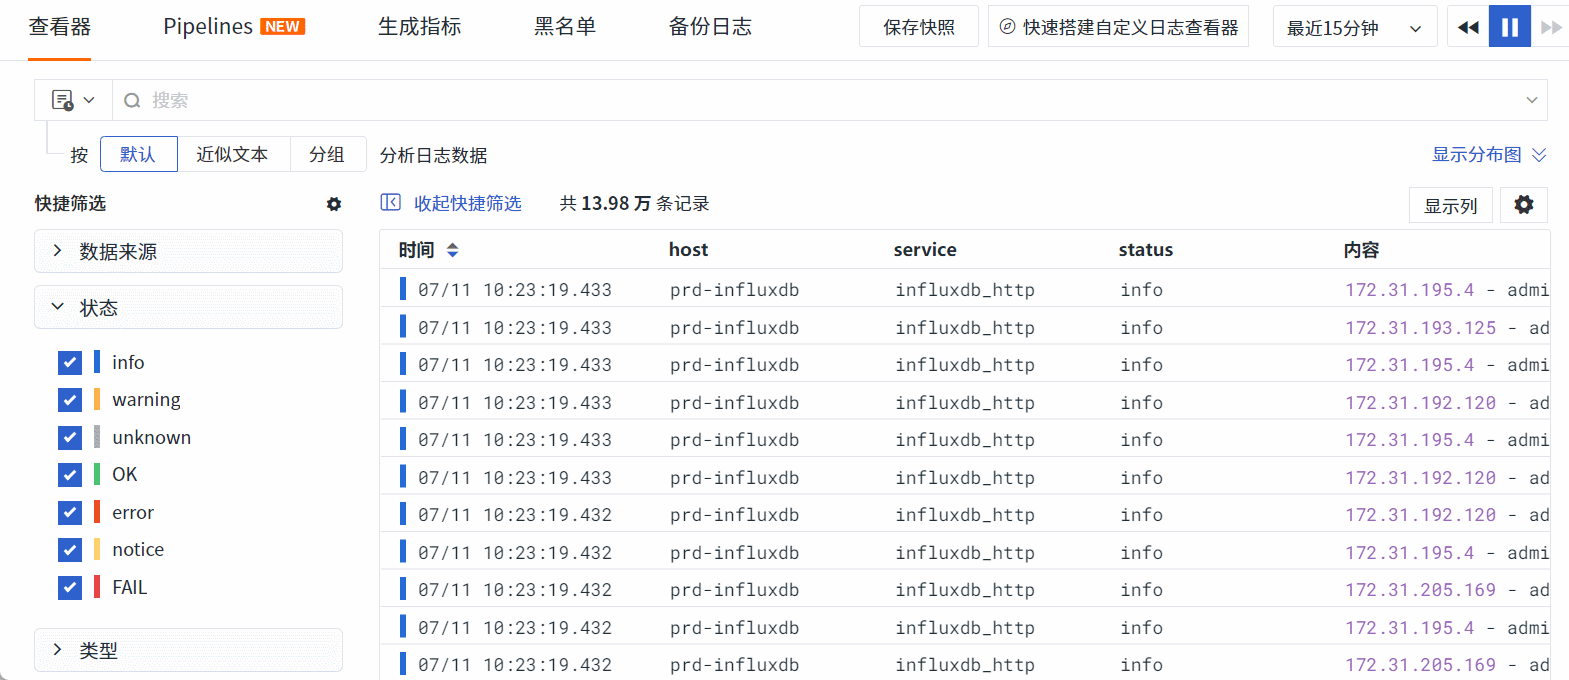 查看器 Pipelines NEW 生成指标 黑名单 备份日志 保存快照 快速搭建自定义日志查看器 最近15分钟
搜索
按 默认 近似文本 分组 分析日志数据 显示分布图
快捷筛选 收起快捷筛选 共 13.98 万 条记录 显示列
数据来源
状态
info
warning
unknown
OK
error
notice
FAIL
类型
时间 host service status 内容
07/11 10:23:19.433 prd-influxdb influxdb_http info 172.31.195.4 - admi
07/11 10:23:19.433 prd-influxdb influxdb_http info 172.31.193.125 - ad
07/11 10:23:19.433 prd-influxdb influxdb_http info 172.31.195.4 - admi
07/11 10:23:19.433 prd-influxdb influxdb_http info 172.31.192.120 - ad
07/11 10:23:19.433 prd-influxdb influxdb_http info 172.31.195.4 - admi
07/11 10:23:19.433 prd-influxdb influxdb_http info 172.31.192.120 - ad
07/11 10:23:19.432 prd-influxdb influxdb_http info 172.31.192.120 - ad
07/11 10:23:19.432 prd-influxdb influxdb_http info 172.31.195.4 - admi
07/11 10:23:19.432 prd-influxdb influxdb_http info 172.31.205.169 - ad
07/11 10:23:19.432 prd-influxdb influxdb_http info 172.31.195.4 - admi
07/11 10:23:19.432 prd-influxdb influxdb_http info 172.31.205.169 - ad